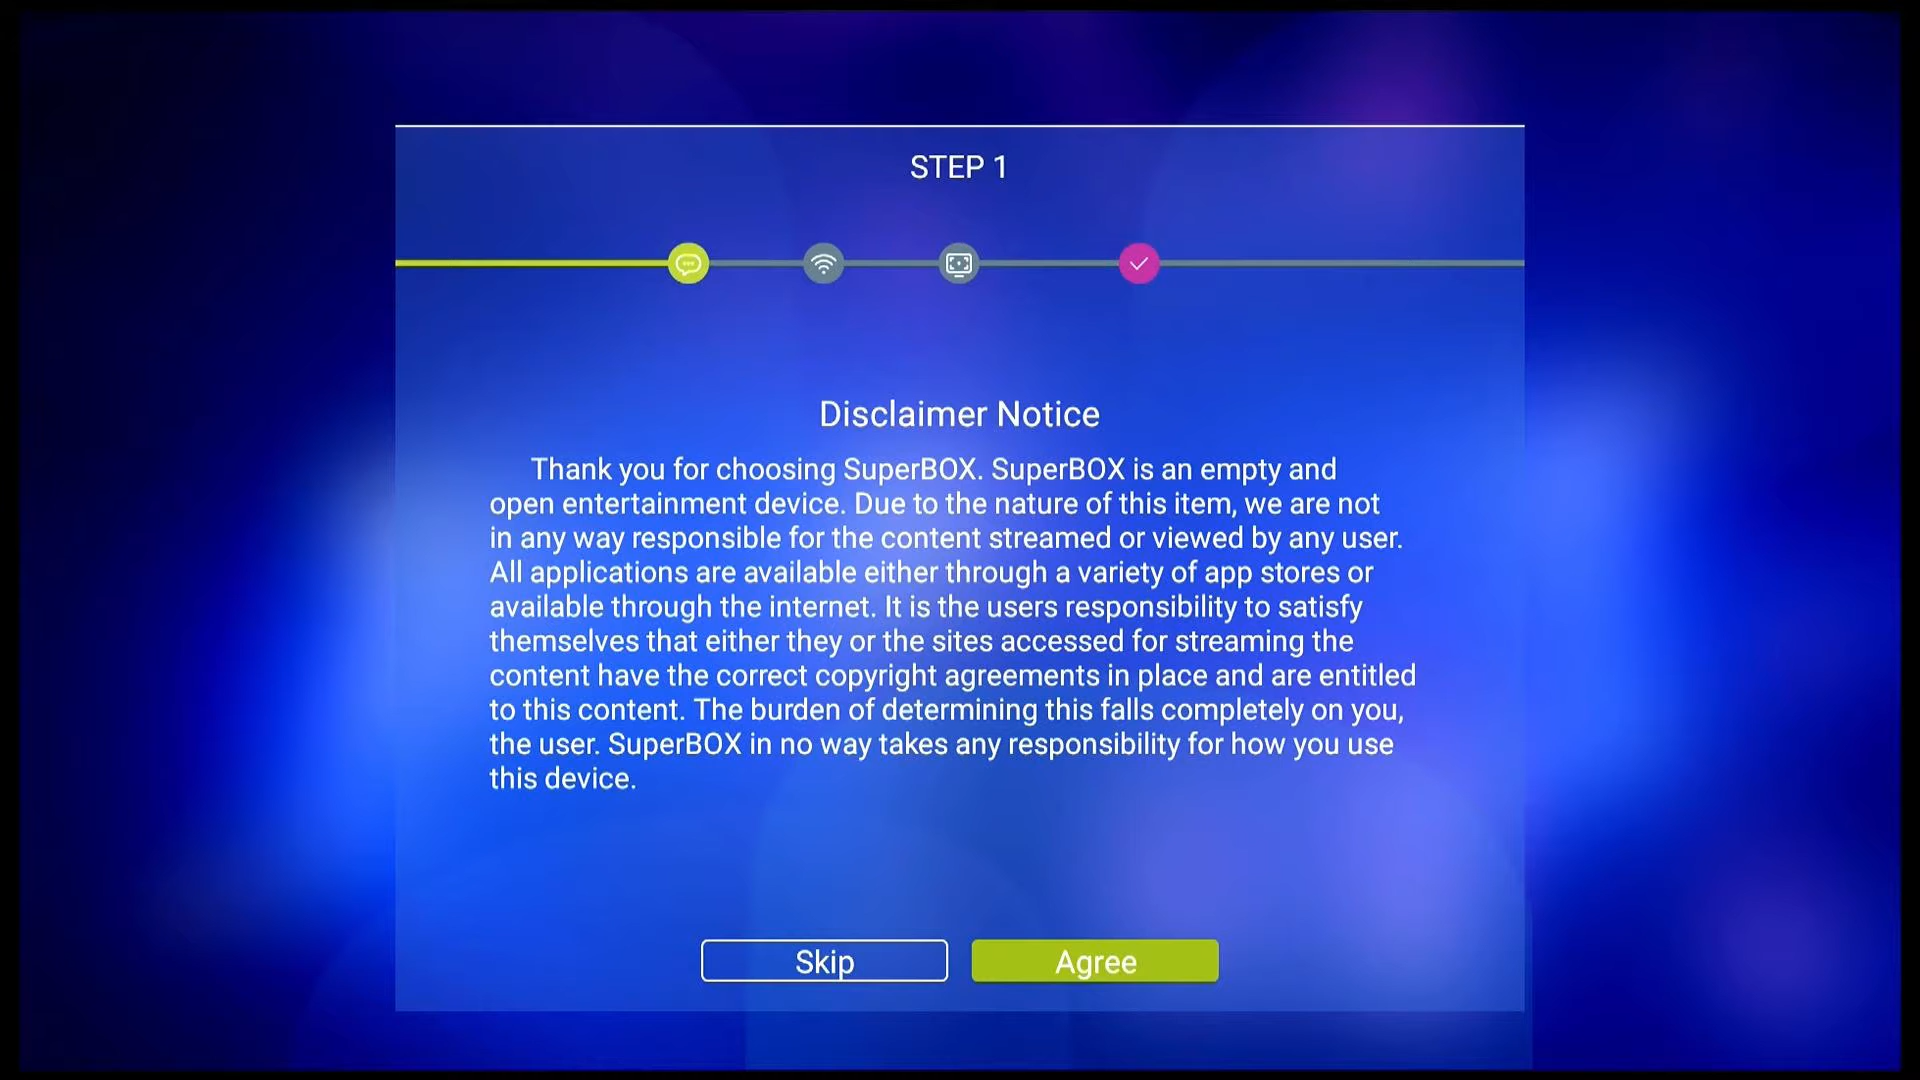 STEP 1
Disclaimer Notice
Thank you for choosing SuperBOX. SuperBOX is an empty and
open entertainment device. Due to the nature of this item, we are not
in any way responsible for the content streamed or viewed by any user.
All applications are available either through a variety of app stores or
available through the internet. It is the users responsibility to satisfy
themselves that either they or the sites accessed for streaming the
content have the correct copyright agreements in place and are entitled
to this content. The burden of determining this falls completely on you,
the user. SuperBOX in no way takes any responsibility for how you use
this device.
Skip
Agree